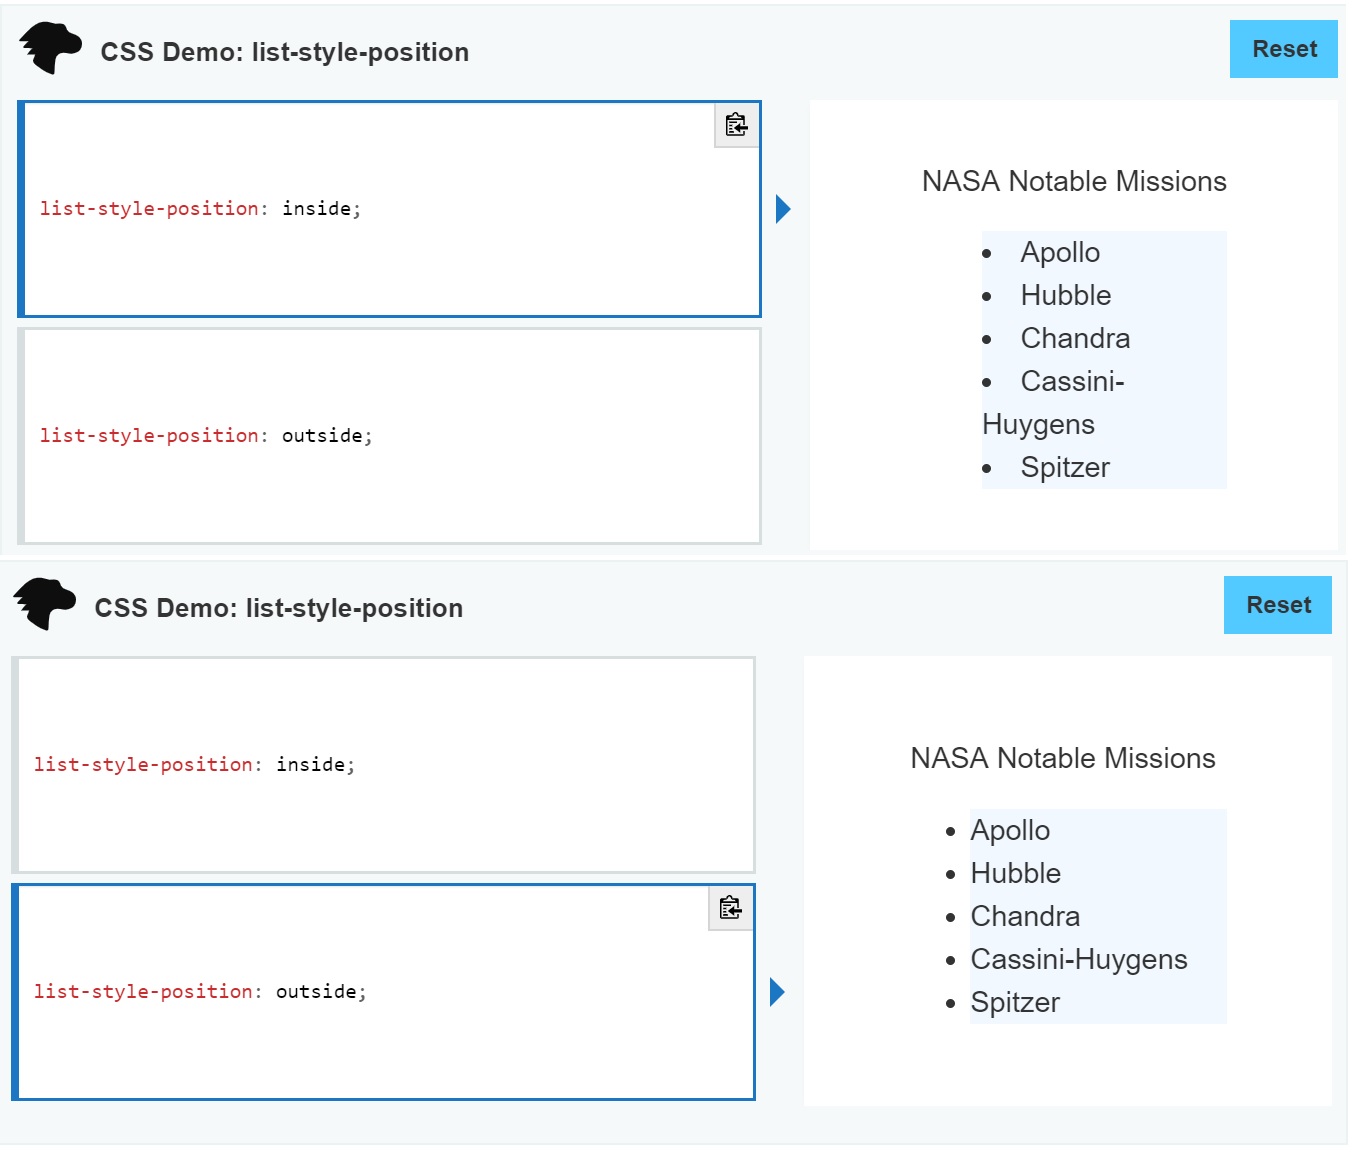 CSS Demo: list-style-position
Reset
list-style-position: inside;
list-style-position: outside;
NASA Notable Missions
Apollo
Hubble
Chandra
Cassini-
Huygens
Spitzer
CSS Demo: list-style-position
Reset
list-style-position: inside;
list-style-position: outside;
NASA Notable Missions
Apollo
Hubble
Chandra
Cassini-Huygens
Spitzer